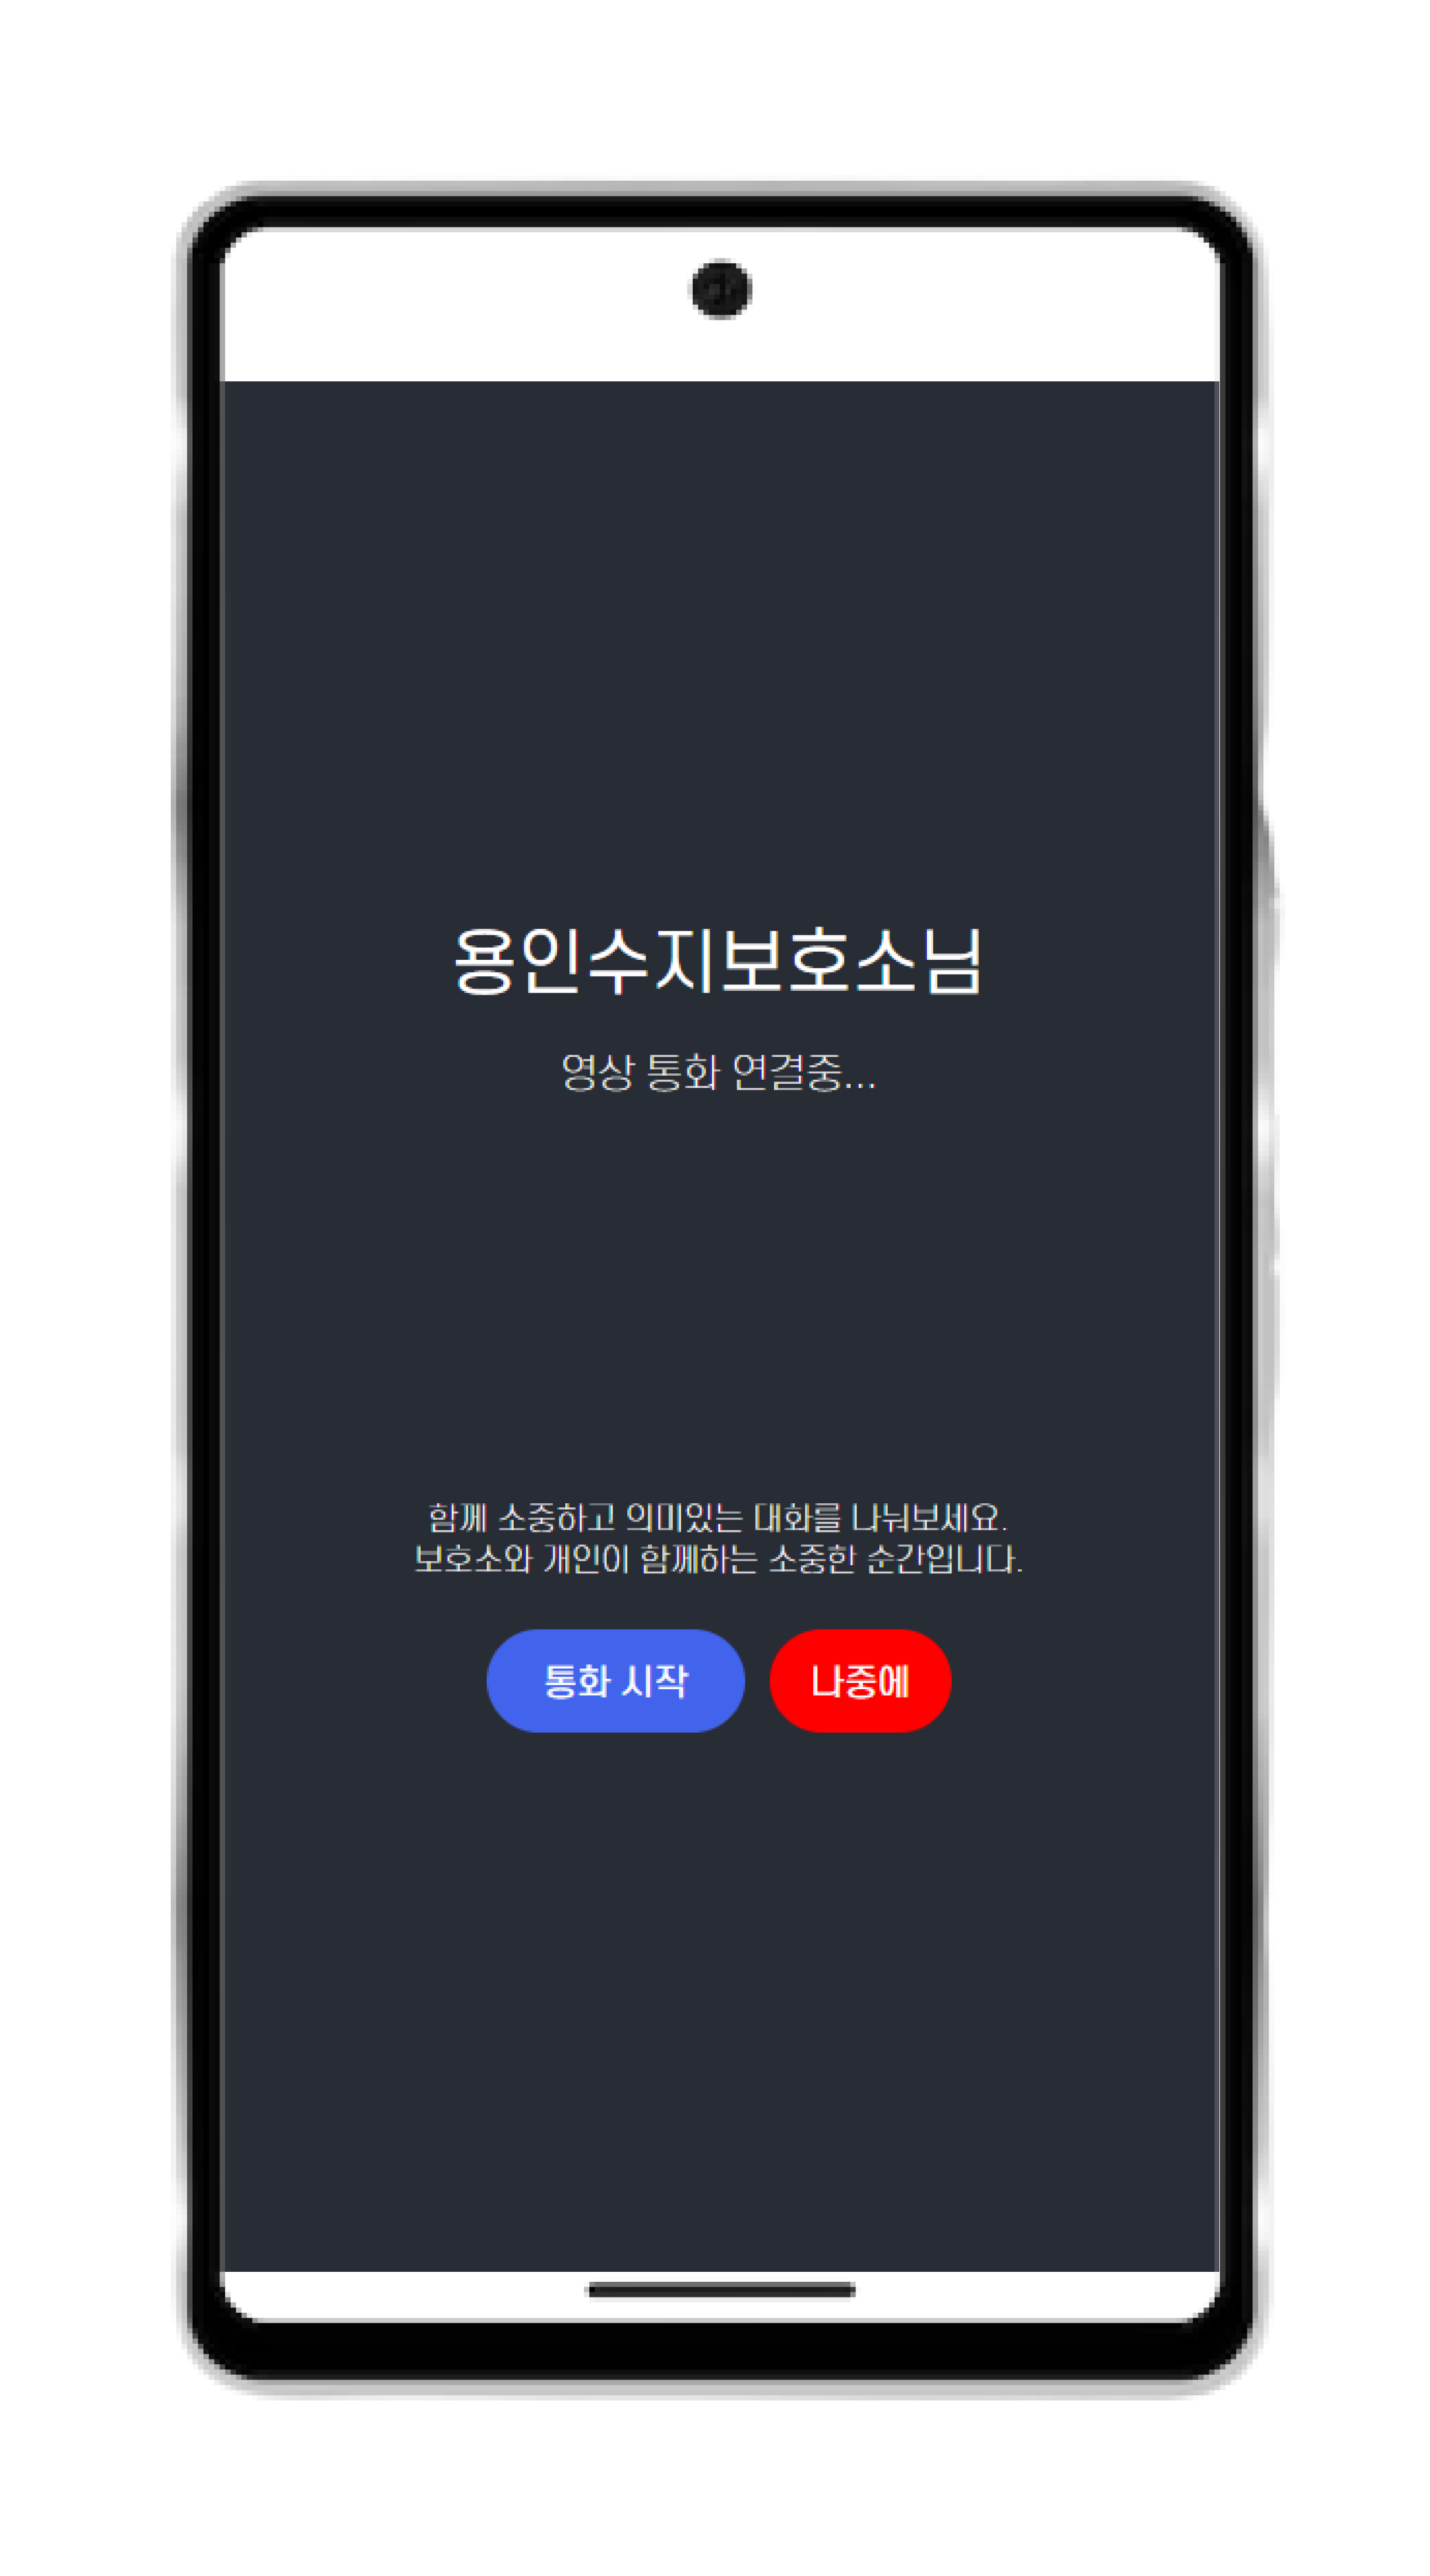 용인수지보호소님
영상 통화 연결중...
함께 소중하고 의미있는 대화를 나눠보세요.
보호소와 개인이 함께하는 소중한 순간입니다.
통화 시작
나중에